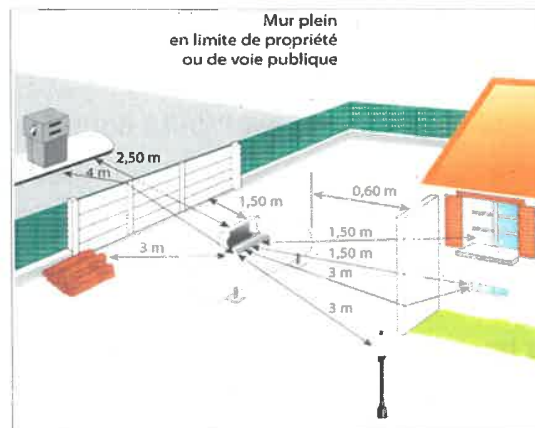 Mur plein
en limite de propriété
ou de voie publique
2,50 m
4 m
1,50 m
0,60 m
1,50 m
1,50 m
3 m
3 m
3 m